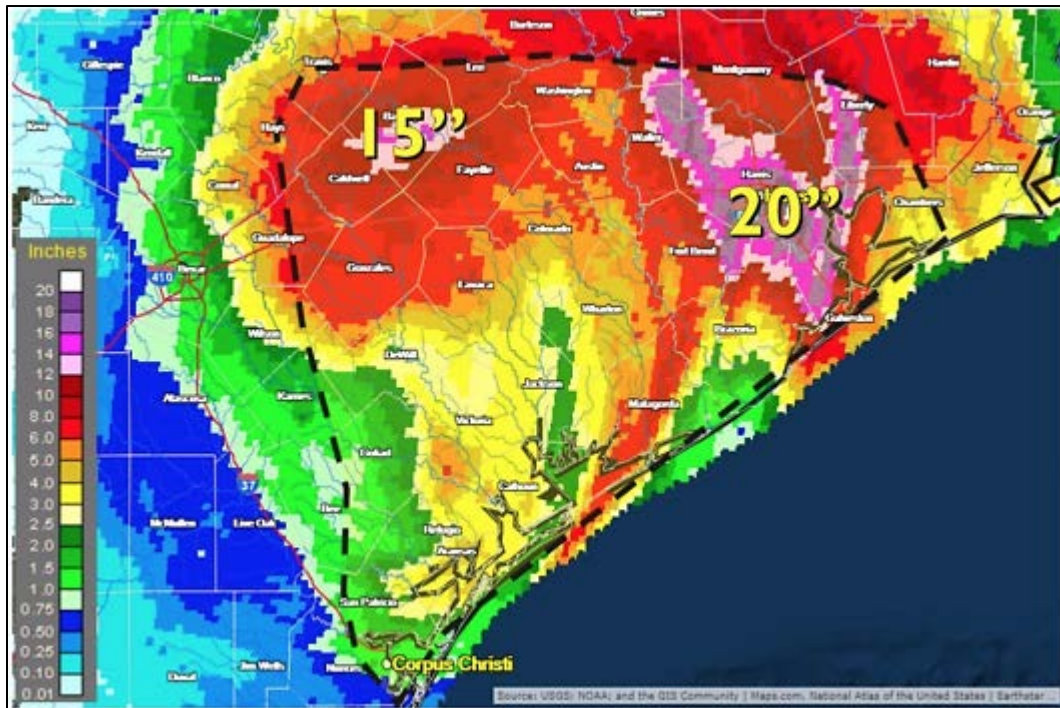 Burleson
Gillespie
Travis
Lee
Montgomery
Hardin
Blanco
Washington
Liberty
Orange
Hays
15”
Waller
Kendall
Caldwell
Fayette
Austin
Harris
Jefferson
Comal
20”
Chambers
Bandera
Guadalupe
Colorado
Fort Bend
Inches
Bexar
410
Gonzales
Lavaca
Wharton
Galveston
20
18
16
14
12
10
8.0
6.0
5.0
4.0
3.0
2.5
2.0
1.5
1.0
0.75
0.50
0.25
0.10
0.01
Wilson
DeWitt
Brazoria
Atascosa
Karnes
Jackson
Matagorda
Victoria
Goliad
37
Calhoun
McMullen
Live Oak
Bee
Refugio
Aransas
San Patricio
Corpus Christi
Jim Wells
Nueces
Duval
Source: USGS; NOAA; and the GIS Community | Maps.com, National Atlas of the United States | Earthstar ...